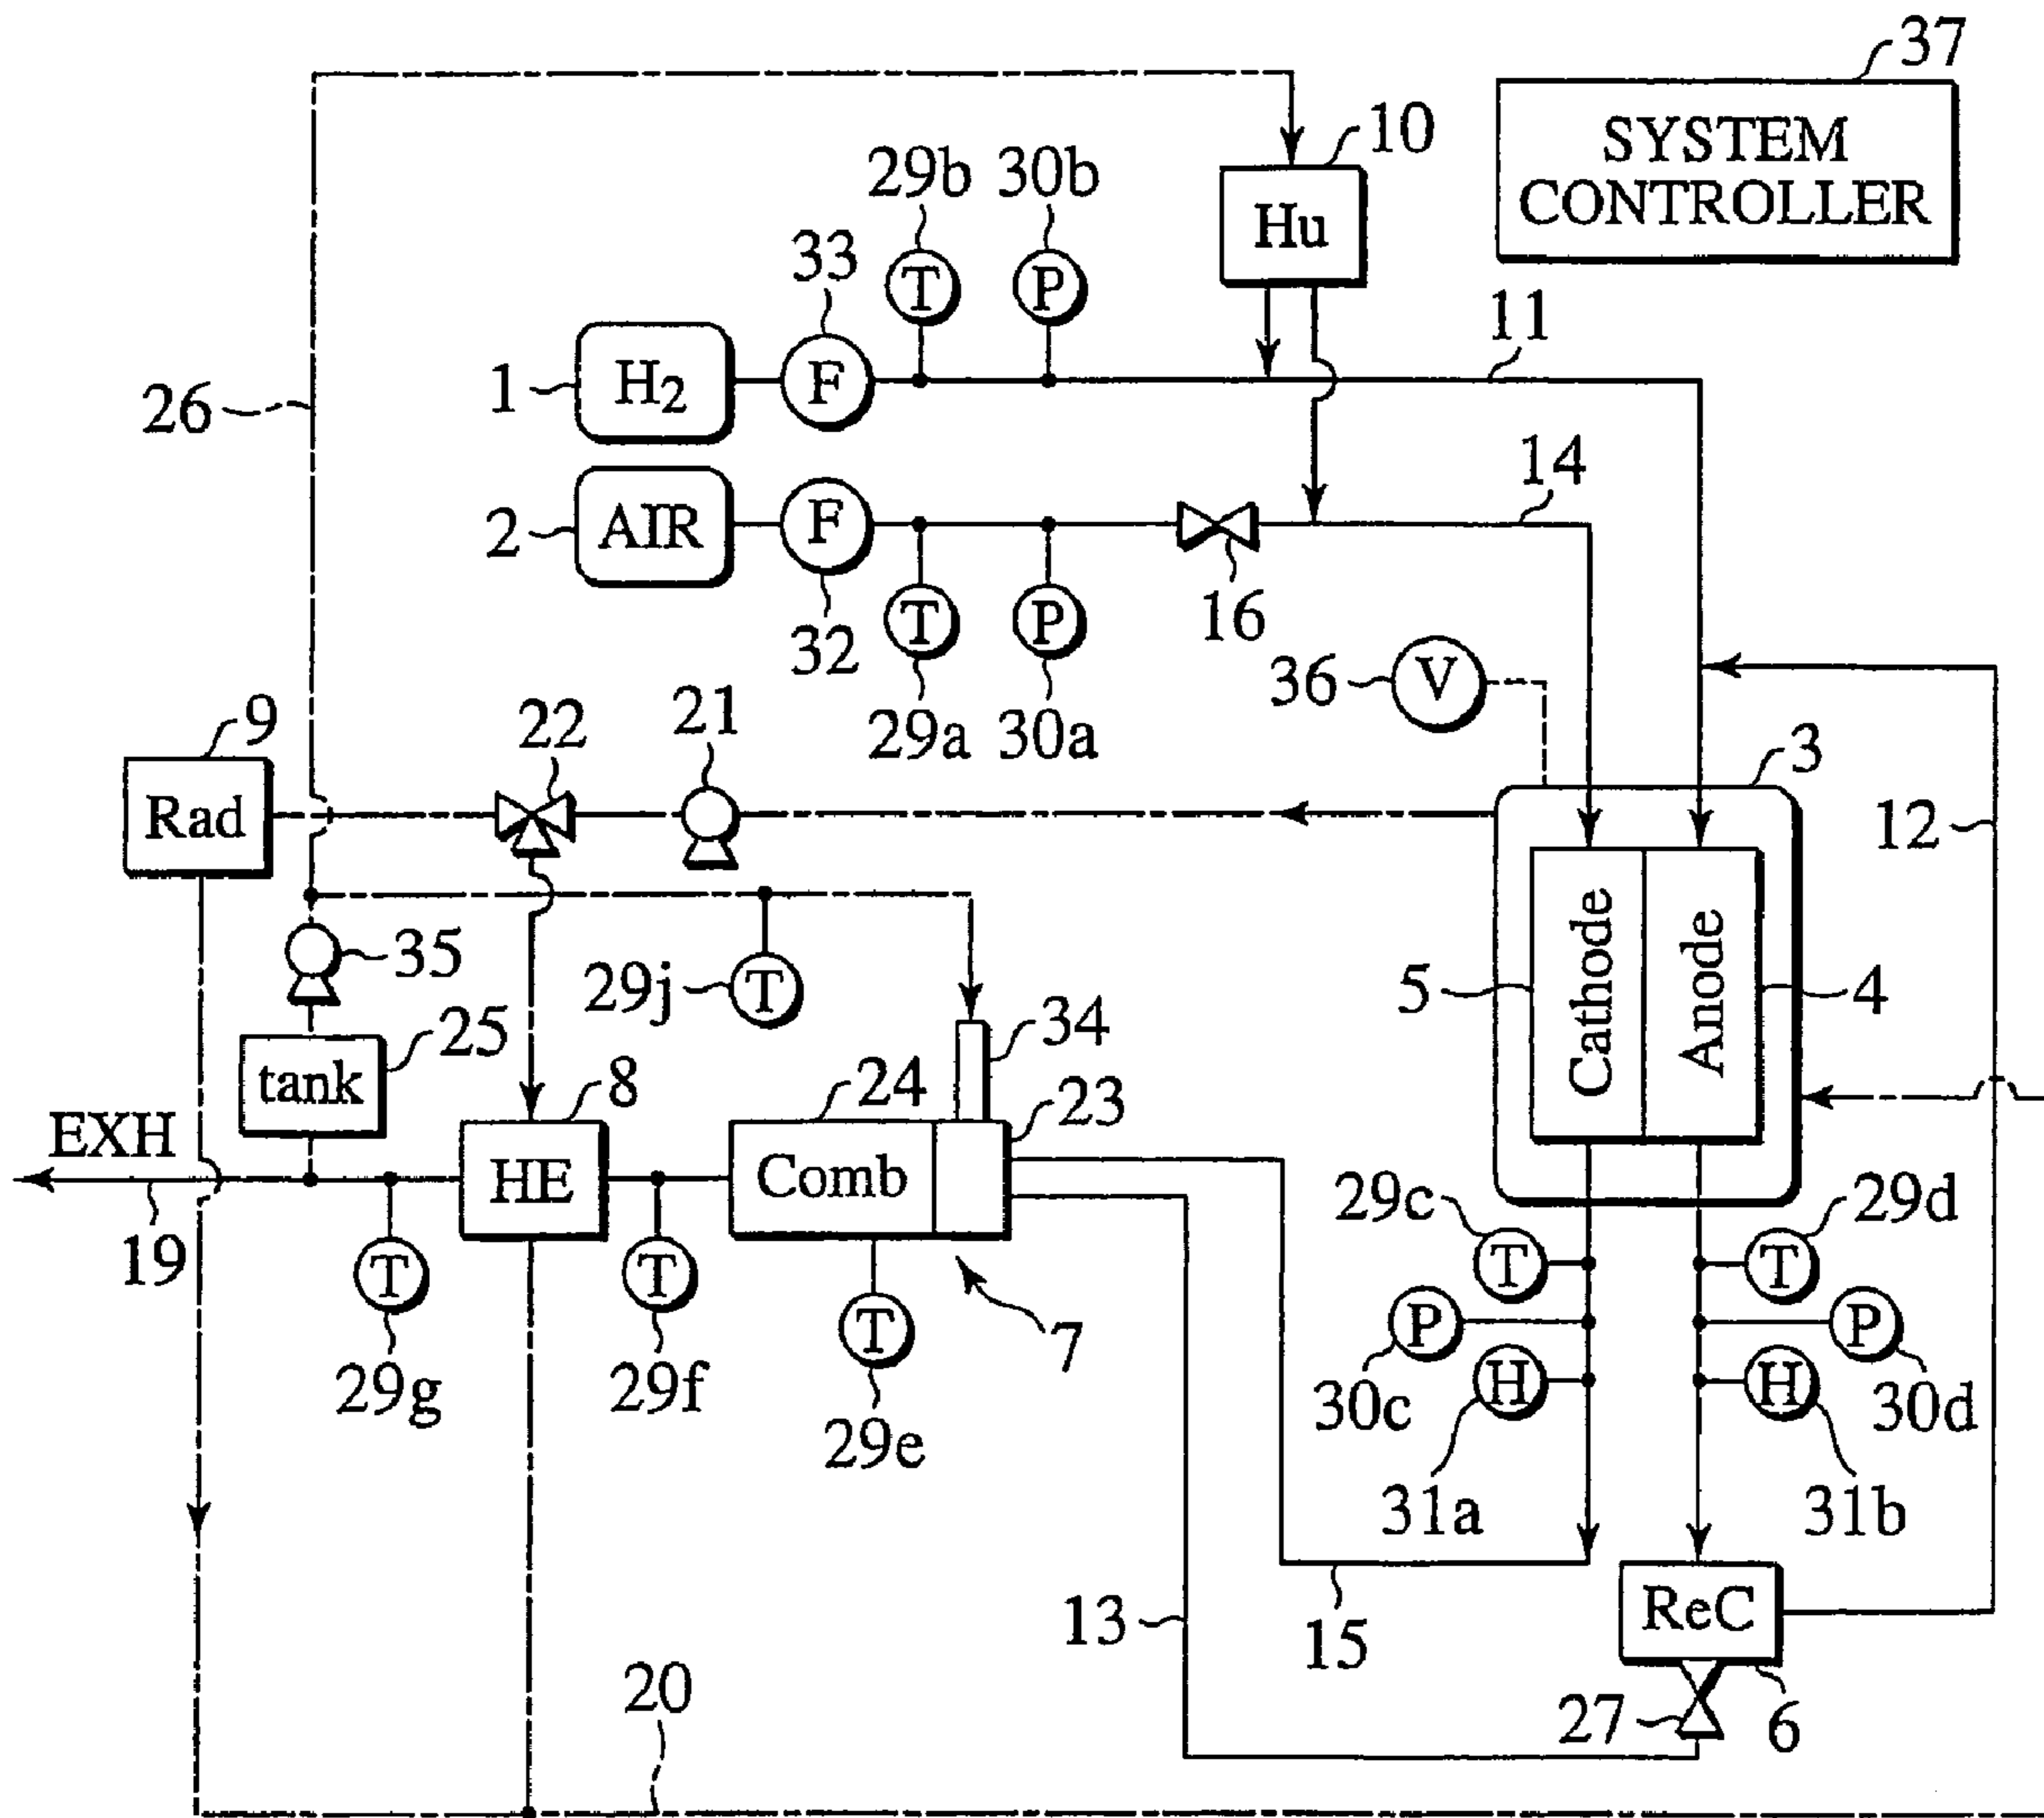 37
SYSTEM
CONTROLLER
10
Hu
29b
30b
33
T
P
11
1
H2
F
26
14
2
AIR
F
16
32
T
P
29a
30a
36
V
9
22
21
3
Rad
12
35
29j
T
5
Cathode
Anode
4
25
tank
34
8
24
23
EXH
HE
Comb
29c
29d
19
T
T
T
T
T
7
P
P
29g
29f
29e
30c
H
H
30d
31a
31b
13
15
ReC
20
27
6